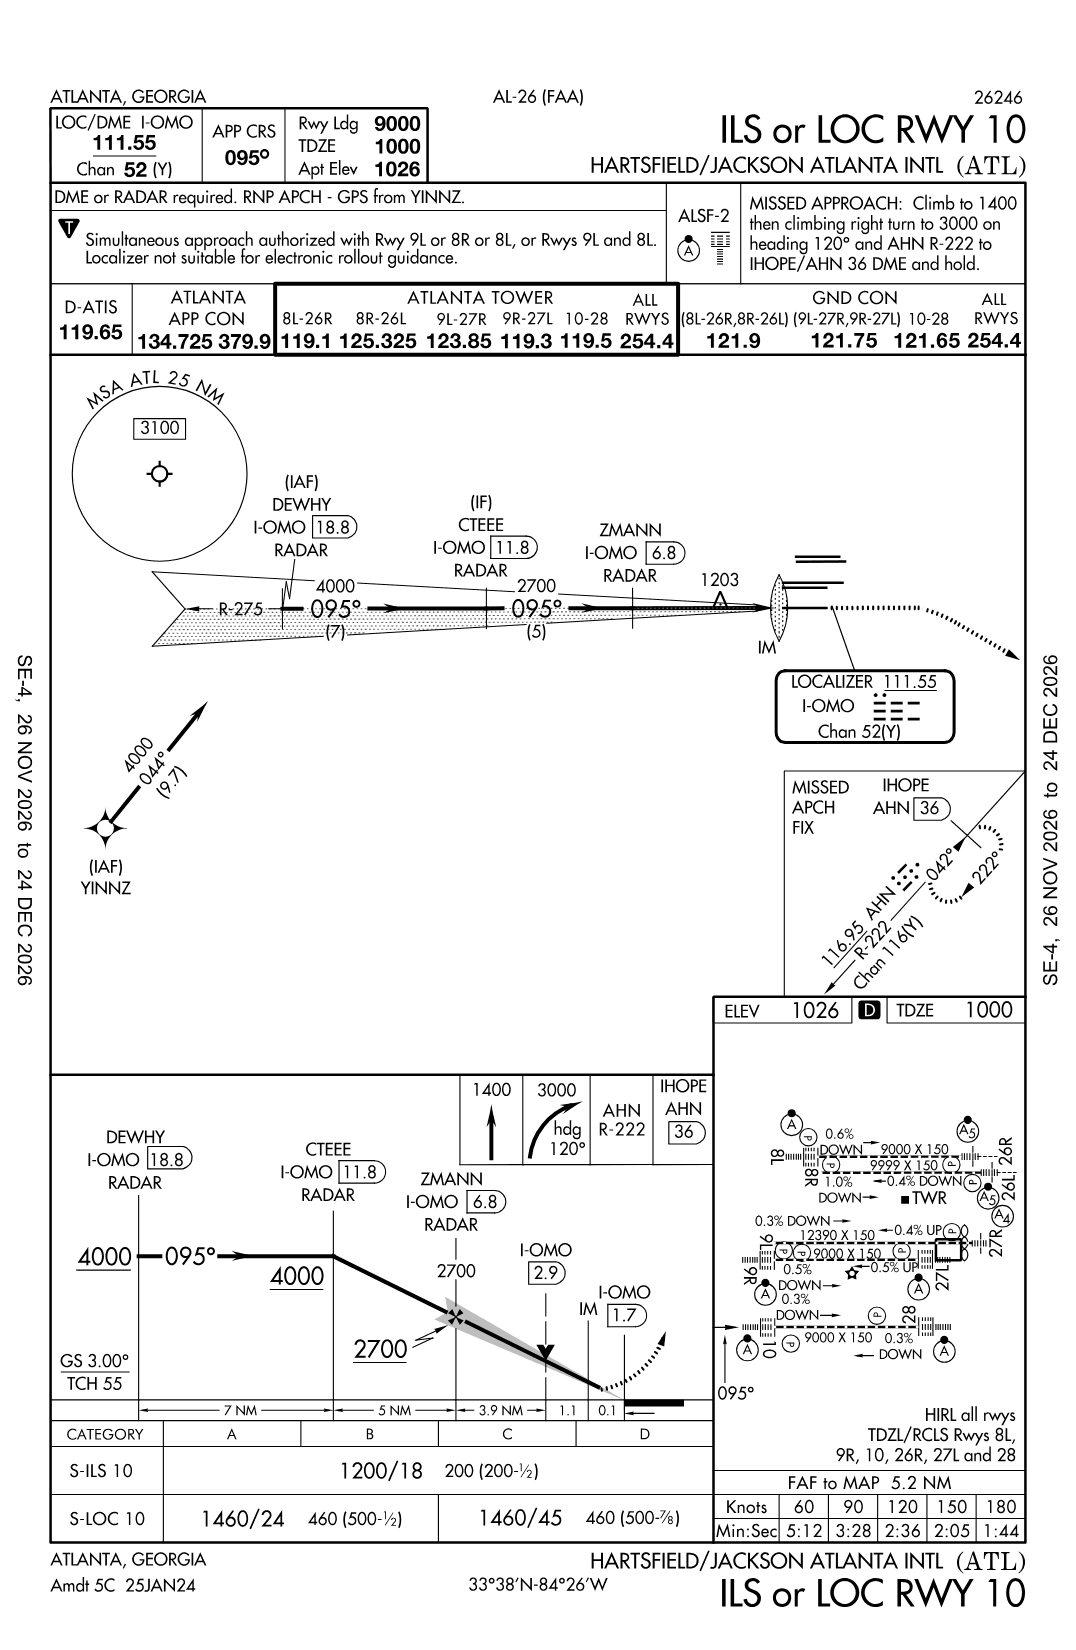 ATLANTA, GEORGIA
AL-26 (FAA)
26246
LOC/DME I-OMO
111.55
Chan 52 (Y)
APP CRS
095°
Rwy Ldg 9000
TDZE 1000
Apt Elev 1026
ILS or LOC RWY 10
HARTSFIELD/JACKSON ATLANTA INTL (ATL)
DME or RADAR required. RNP APCH - GPS from YINNZ.
T
Simultaneous approach authorized with Rwy 9L or 8R or 8L, or Rwys 9L and 8L.
Localizer not suitable for electronic rollout guidance.
ALSF-2
A
MISSED APPROACH: Climb to 1400
then climbing right turn to 3000 on
heading 120° and AHN R-222 to
IHOPE/AHN 36 DME and hold.
D-ATIS
119.65
ATLANTA
APP CON
134.725 379.9
ATLANTA TOWER ALL
8L-26R 8R-26L 9L-27R 9R-27L 10-28 RWYS
119.1 125.325 123.85 119.3 119.5 254.4
GND CON ALL
(8L-26R,8R-26L) (9L-27R,9R-27L) 10-28 RWYS
121.9 121.75 121.65 254.4
MSA ATL 25 NM
3100
(IAF)
DEWHY
I-OMO 18.8
RADAR
(IF)
CTEEE
I-OMO 11.8
RADAR
ZMANN
I-OMO 6.8
RADAR
1203
4000
2700
R-275
095°
095°
(7)
(5)
IM
LOCALIZER 111.55
I-OMO
Chan 52(Y)
4000
044°
(9.7)
(IAF)
YINNZ
MISSED
APCH
FIX
IHOPE
AHN 36
042°
222°
116.95 AHN
R-222
Chan 116(Y)
SE-4, 26 NOV 2026 to 24 DEC 2026
SE-4, 26 NOV 2026 to 24 DEC 2026
ELEV 1026
D
TDZE 1000
A
P
0.6%
DOWN
9000 X 150
A5
26R
8L
P
9999 X 150
P
8R
1.0%
0.4% DOWN
P
DOWN
TWR
A5
26L
A4
0.3% DOWN
0.4% UP
P
12390 X 150
27R
9L
P
P
9000 X 150
P
0.5%
0.5% UP
9R
DOWN
27L
A
A
0.3%
DOWN
P
28
9000 X 150 0.3%
10
P
DOWN
A
A
095°
HIRL all rwys
TDZL/RCLS Rwys 8L,
9R, 10, 26R, 27L and 28
FAF to MAP 5.2 NM
Knots 60 90 120 150 180
Min:Sec 5:12 3:28 2:36 2:05 1:44
1400
3000
hdg
120°
AHN
R-222
IHOPE
AHN
36
DEWHY
I-OMO 18.8
RADAR
CTEEE
I-OMO 11.8
RADAR
ZMANN
I-OMO 6.8
RADAR
I-OMO
2.9
IM
I-OMO
1.7
4000
095°
4000
2700
2700
GS 3.00°
TCH 55
7 NM
5 NM
3.9 NM
1.1
0.1
CATEGORY A B C D
S-ILS 10 1200/18 200 (200-½)
S-LOC 10 1460/24 460 (500-½) 1460/45 460 (500-⅞)
ATLANTA, GEORGIA
Amdt 5C 25JAN24
33°38'N-84°26'W
HARTSFIELD/JACKSON ATLANTA INTL (ATL)
ILS or LOC RWY 10